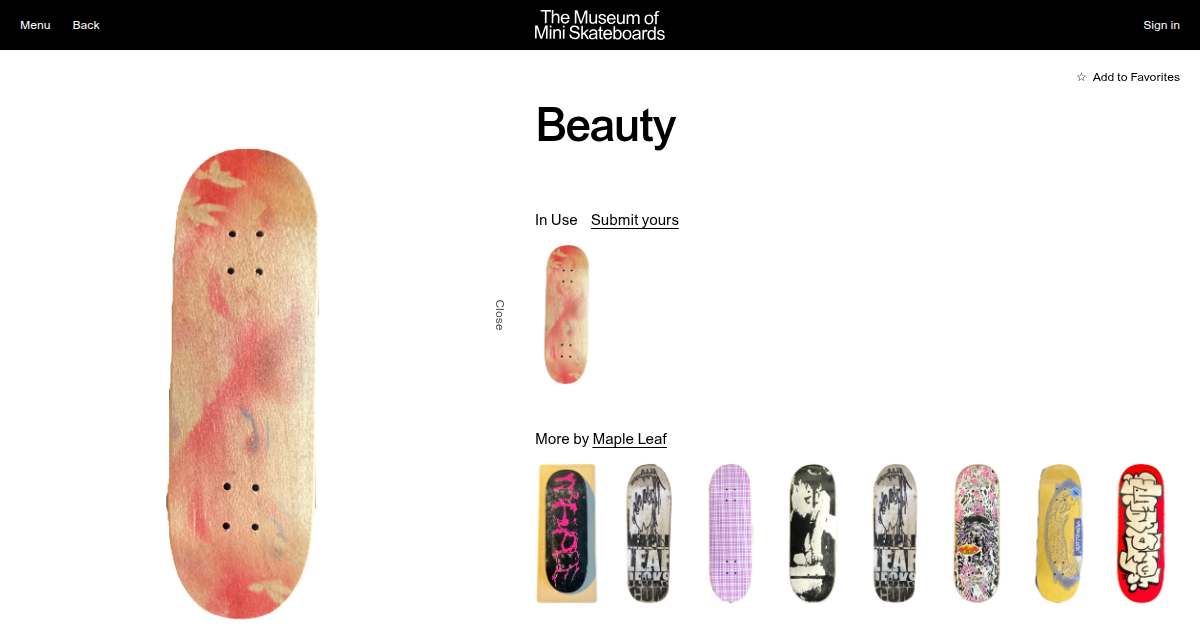 Menu
Back
The Museum of
Mini Skateboards
Sign in
☆ Add to Favorites
Beauty
In Use
Submit yours
Close
More by Maple Leaf
LEAF